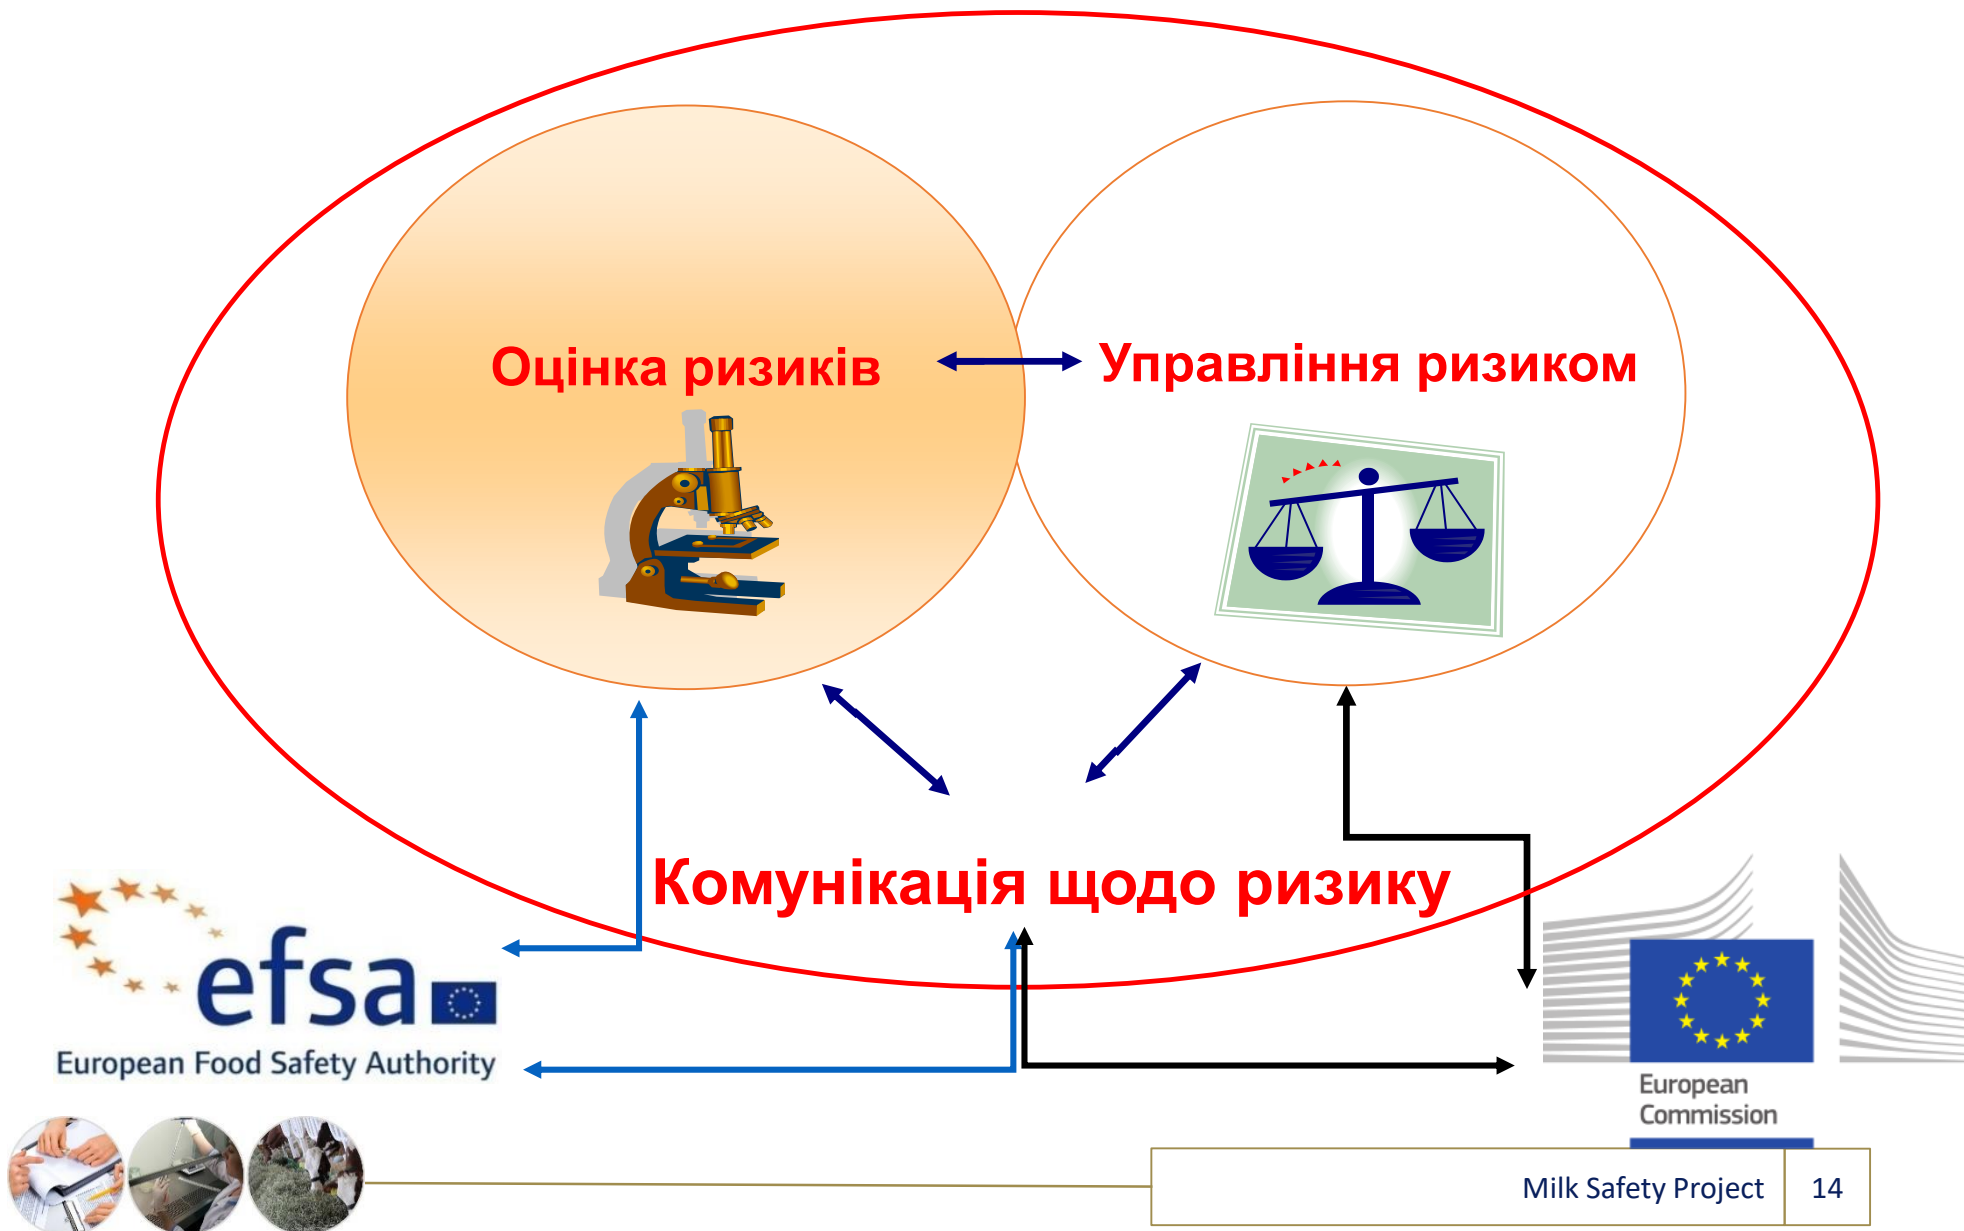 Оцінка ризиків
Управління ризиком
Комунікація щодо ризику
efsa
European Food Safety Authority
European
Commission
Milk Safety Project
14